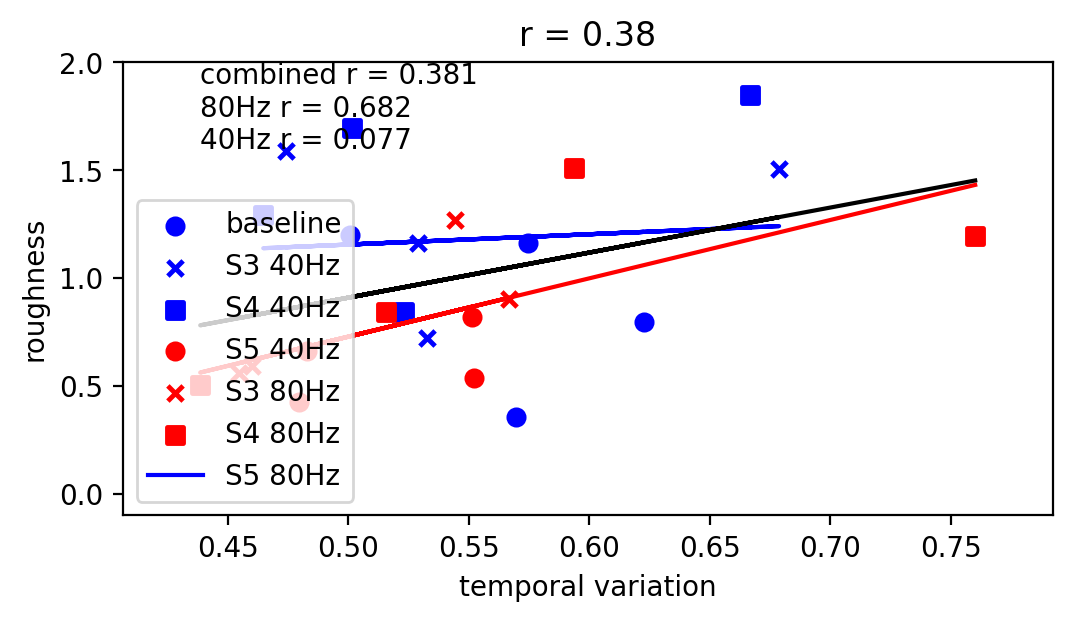 r = 0.38
combined r = 0.381
80Hz r = 0.682
40Hz r = 0.077
2.0
1.5
1.0
0.5
0.0
roughness
baseline
S3 40Hz
S4 40Hz
S5 40Hz
S3 80Hz
S4 80Hz
S5 80Hz
0.45 0.50 0.55 0.60 0.65 0.70 0.75
temporal variation